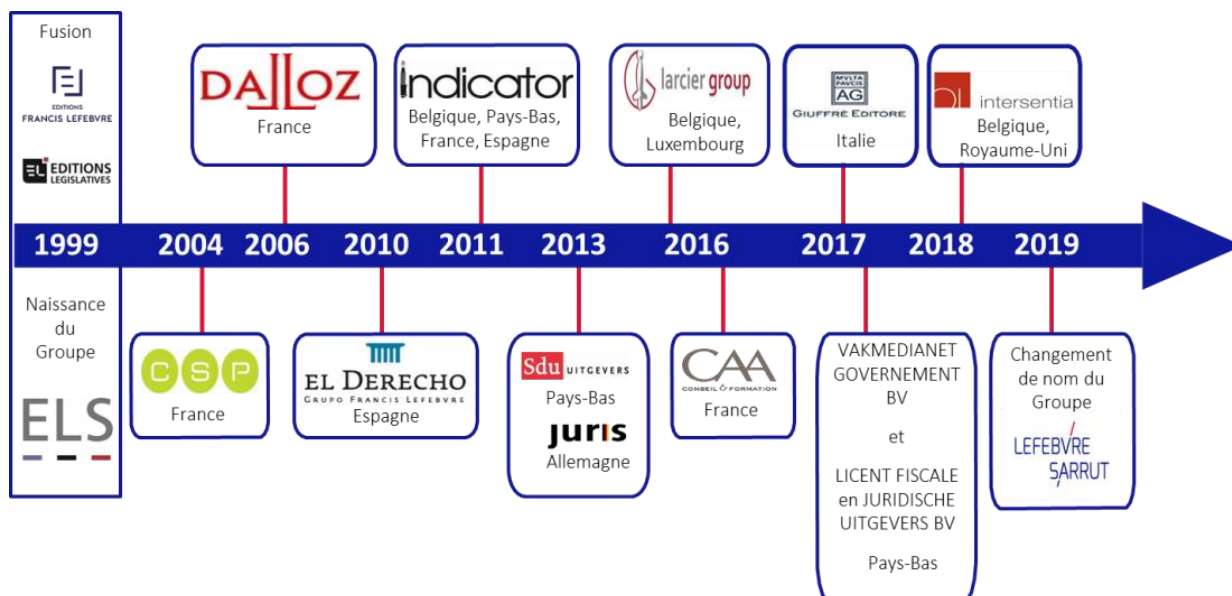 Fusion
EDITIONS
FRANCIS LEFEBVRE
EL EDITIONS
LEGISLATIVES
DALLOZ
France
indicator
Belgique, Pays-Bas,
France, Espagne
larcier group
Belgique,
Luxembourg
MVLTA
PAVCIS
AG
GIUFFRÈ EDITORE
Italie
intersentia
Belgique,
Royaume-Uni
1999 2004 2006 2010 2011 2013 2016 2017 2018 2019
Naissance
du
Groupe
ELS
CSP
France
EL DERECHO
GRUPO FRANCIS LEFEBVRE
Espagne
Sdu UITGEVERS
Pays-Bas
juris
Allemagne
CAA
CONSEIL & FORMATION
France
VAKMEDIANET
GOVERNEMENT
BV
et
LICENT FISCALE
en JURIDISCHE
UITGEVERS BV
Pays-Bas
Changement
de nom du
Groupe
LEFEBVRE
SARRUT